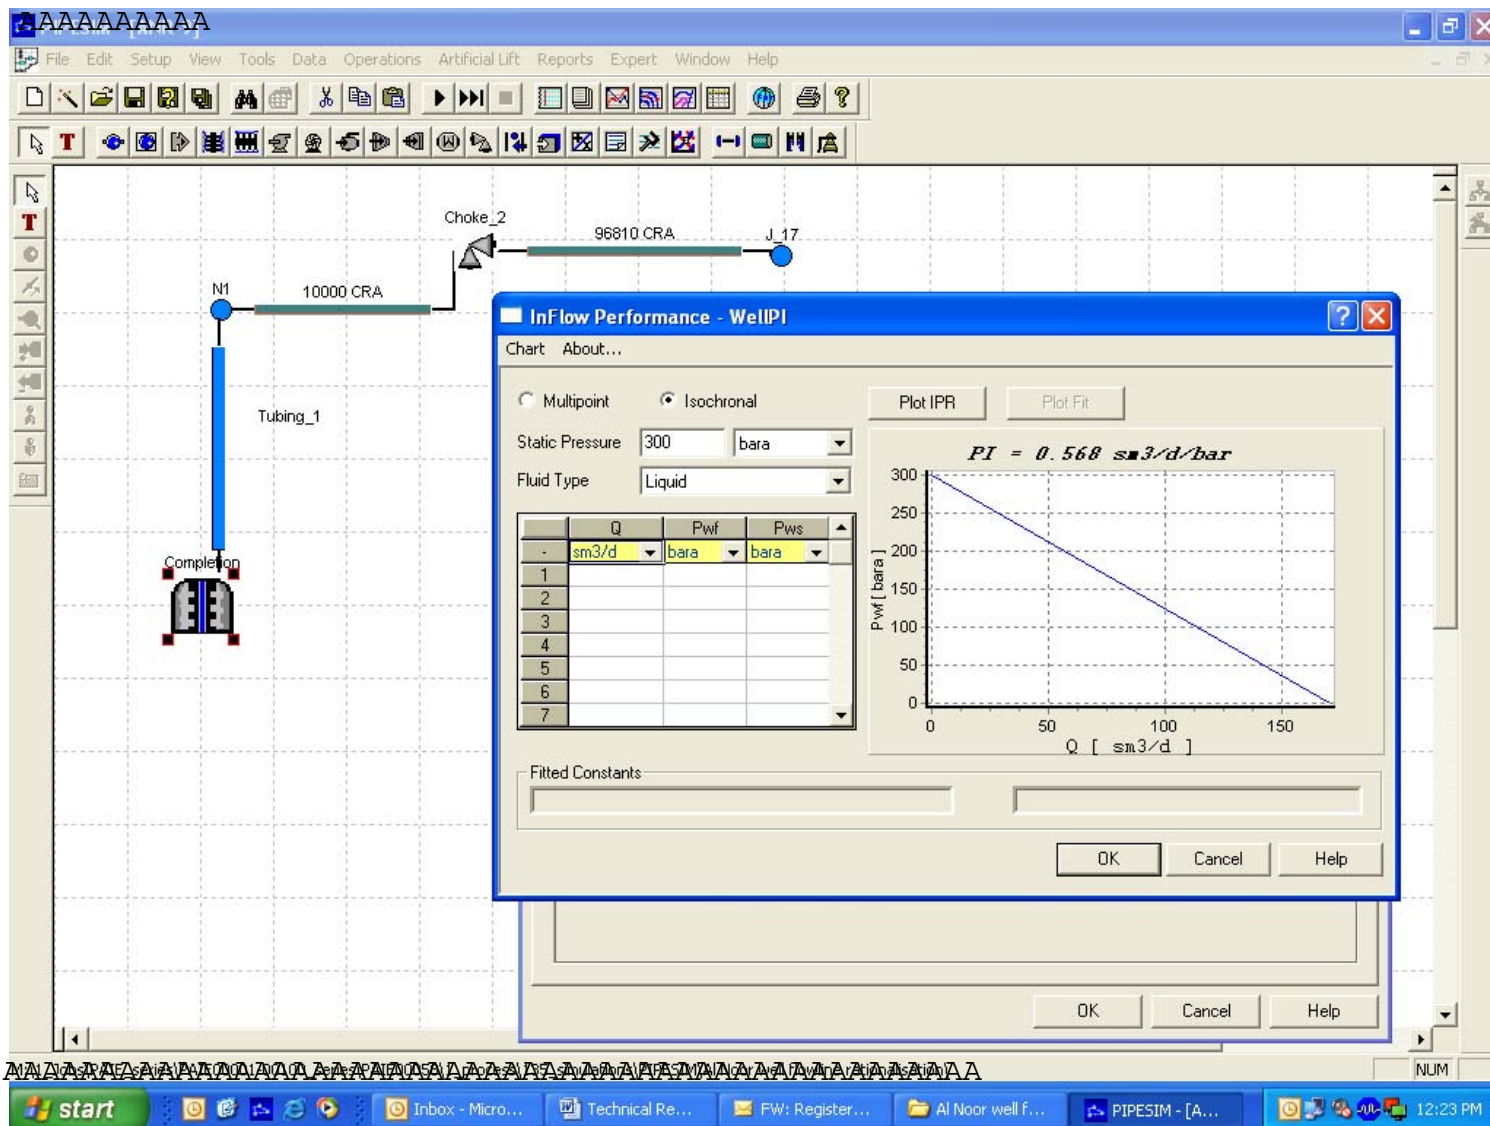 AAAAAAAAAA
File Edit Setup View Tools Data Operations Artificial Lift Reports Expert Window Help
Choke_2
96810 CRA
J_17
N1
10000 CRA
Tubing_1
Completion
InFlow Performance - WellPI
Chart About...
Multipoint Isochronal Plot IPR Plot Fit
Static Pressure 300 bara
Fluid Type Liquid
Q Pwf Pws
- sm3/d bara bara
1
2
3
4
5
6
7
PI = 0.568 sm3/d/bar
Pwf [ bara ]
300
250
200
150
100
50
0
0 50 100 150
Q [ sm3/d ]
Fitted Constants
OK Cancel Help
OK Cancel Help
NUM
start Inbox - Micro... Technical Re... FW: Register... Al Noor well f... PIPESIM - [A... 12:23 PM